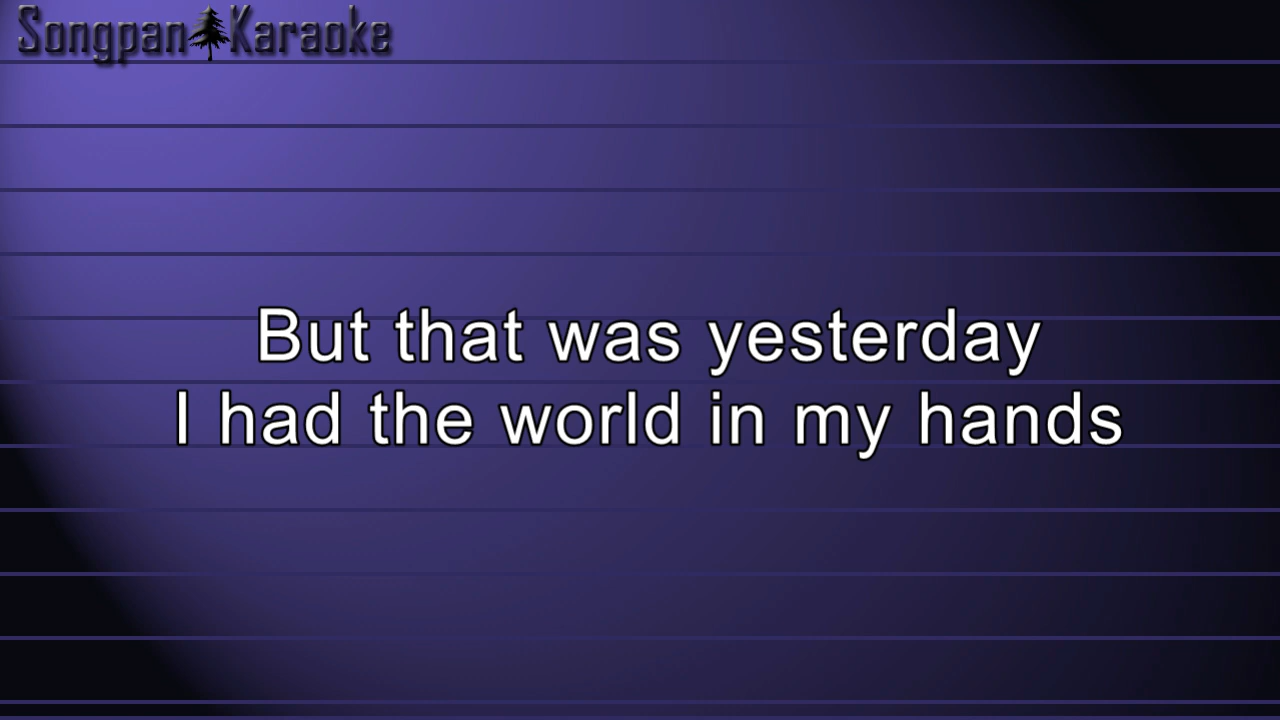 Songpan Karaoke
But that was yesterday
I had the world in my hands